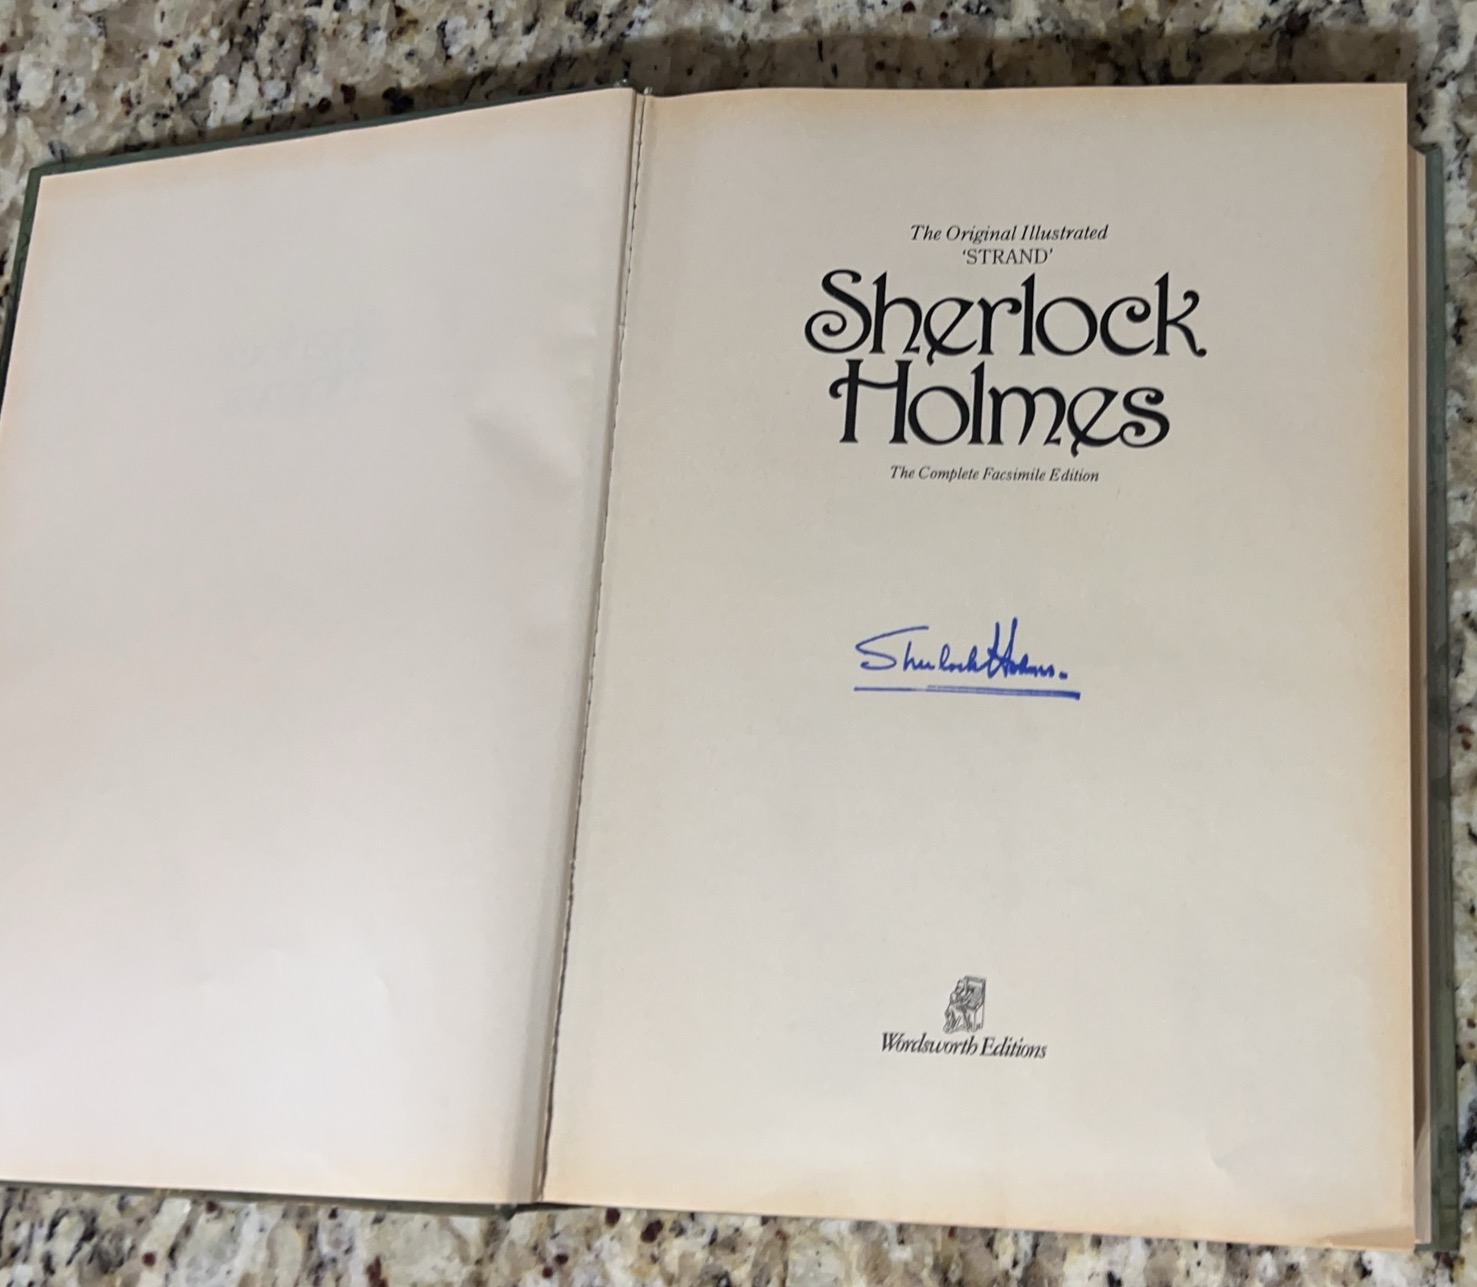 The Original Illustrated
'STRAND'
Sherlock
Holmes
The Complete Facsimile Edition
Sherlock Holmes.
Wordsworth Editions